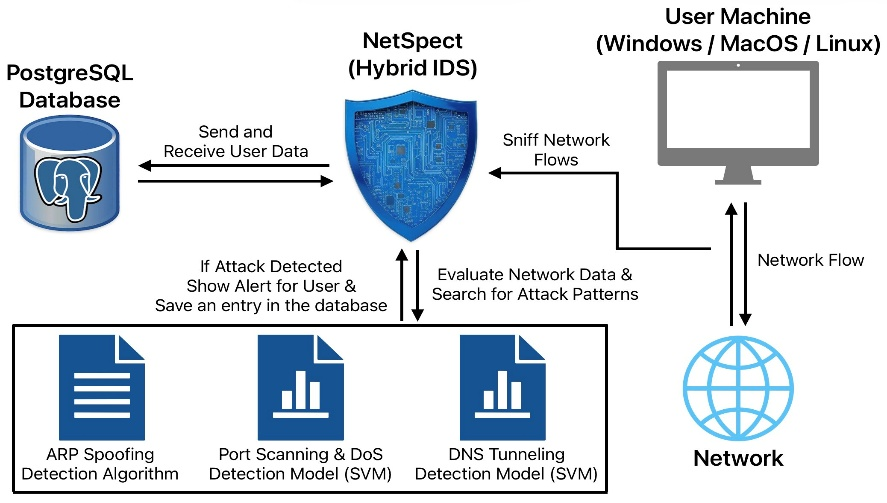 NetSpect
(Hybrid IDS)
User Machine
(Windows / MacOS / Linux)
PostgreSQL
Database
Send and
Receive User Data
Sniff Network
Flows
If Attack Detected
Show Alert for User &
Save an entry in the database
Evaluate Network Data &
Search for Attack Patterns
Network Flow
ARP Spoofing
Detection Algorithm
Port Scanning & DoS
Detection Model (SVM)
DNS Tunneling
Detection Model (SVM)
Network